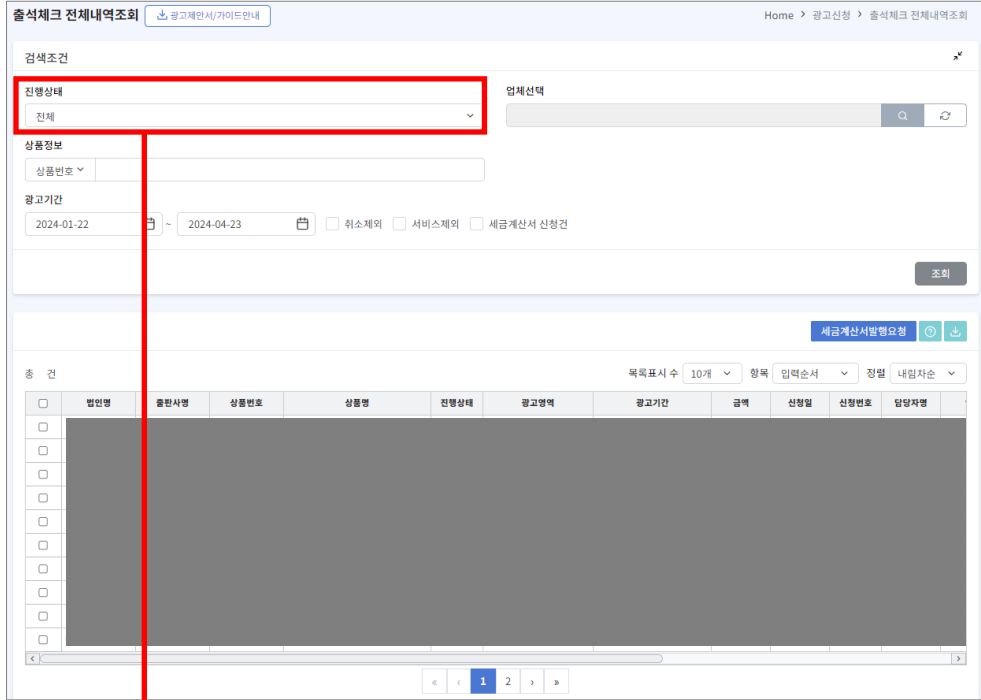 출석체크 전체내역조회 광고제안서/가이드안내 Home > 광고신청 > 출석체크 전체내역조회
검색조건
진행상태 업체선택
전체
상품정보
상품번호
광고기간
2024-01-22 ~ 2024-04-23 취소제외 서비스제외 세금계산서 신청건
조회
세금계산서발행요청
총 건 목록표시 수 10개 항목 입력순서 정렬 내림차순
법인명 출판사명 상품번호 상품명 진행상태 광고영역 광고기간 금액 신청일 신청번호 담당자명
« ‹ 1 2 › »